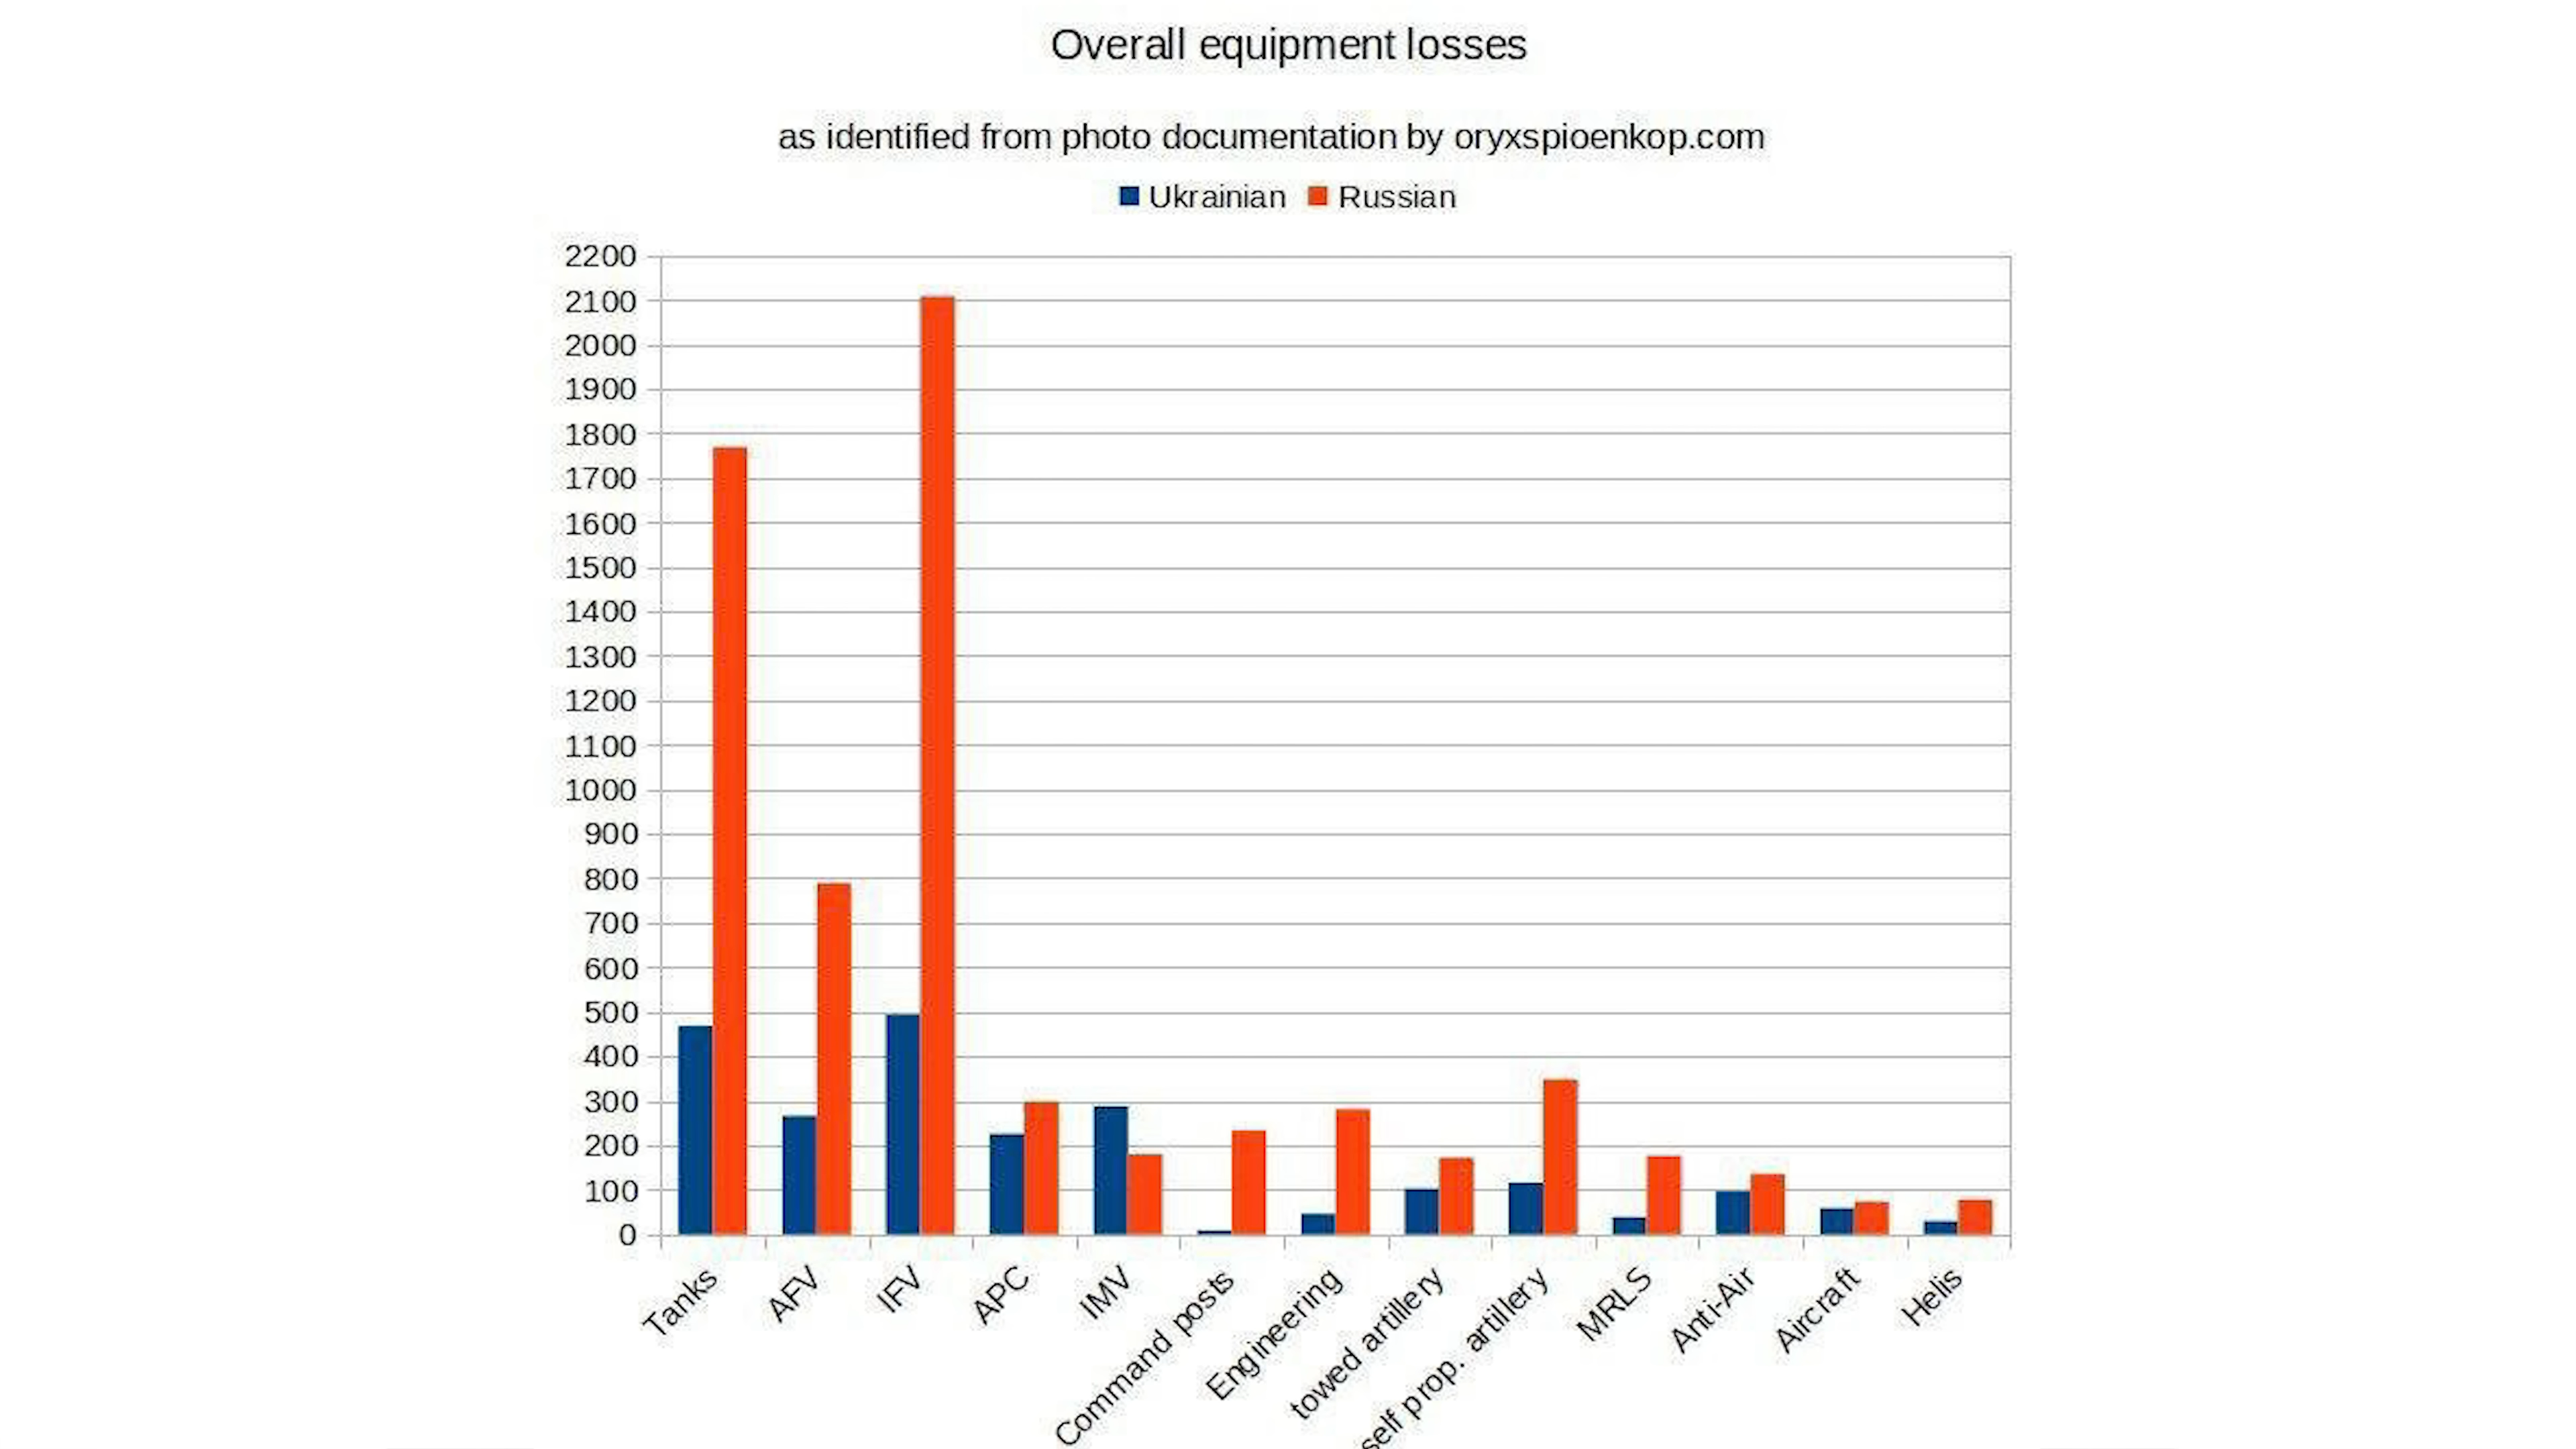 Overall equipment losses
as identified from photo documentation by oryxspioenkop.com
Ukrainian Russian
2200
2100
2000
1900
1800
1700
1600
1500
1400
1300
1200
1100
1000
900
800
700
600
500
400
300
200
100
0
Tanks
AFV
IFV
APC
IMV
Command posts
Engineering
towed artillery
self prop. artillery
MRLS
Anti-Air
Aircraft
Helis